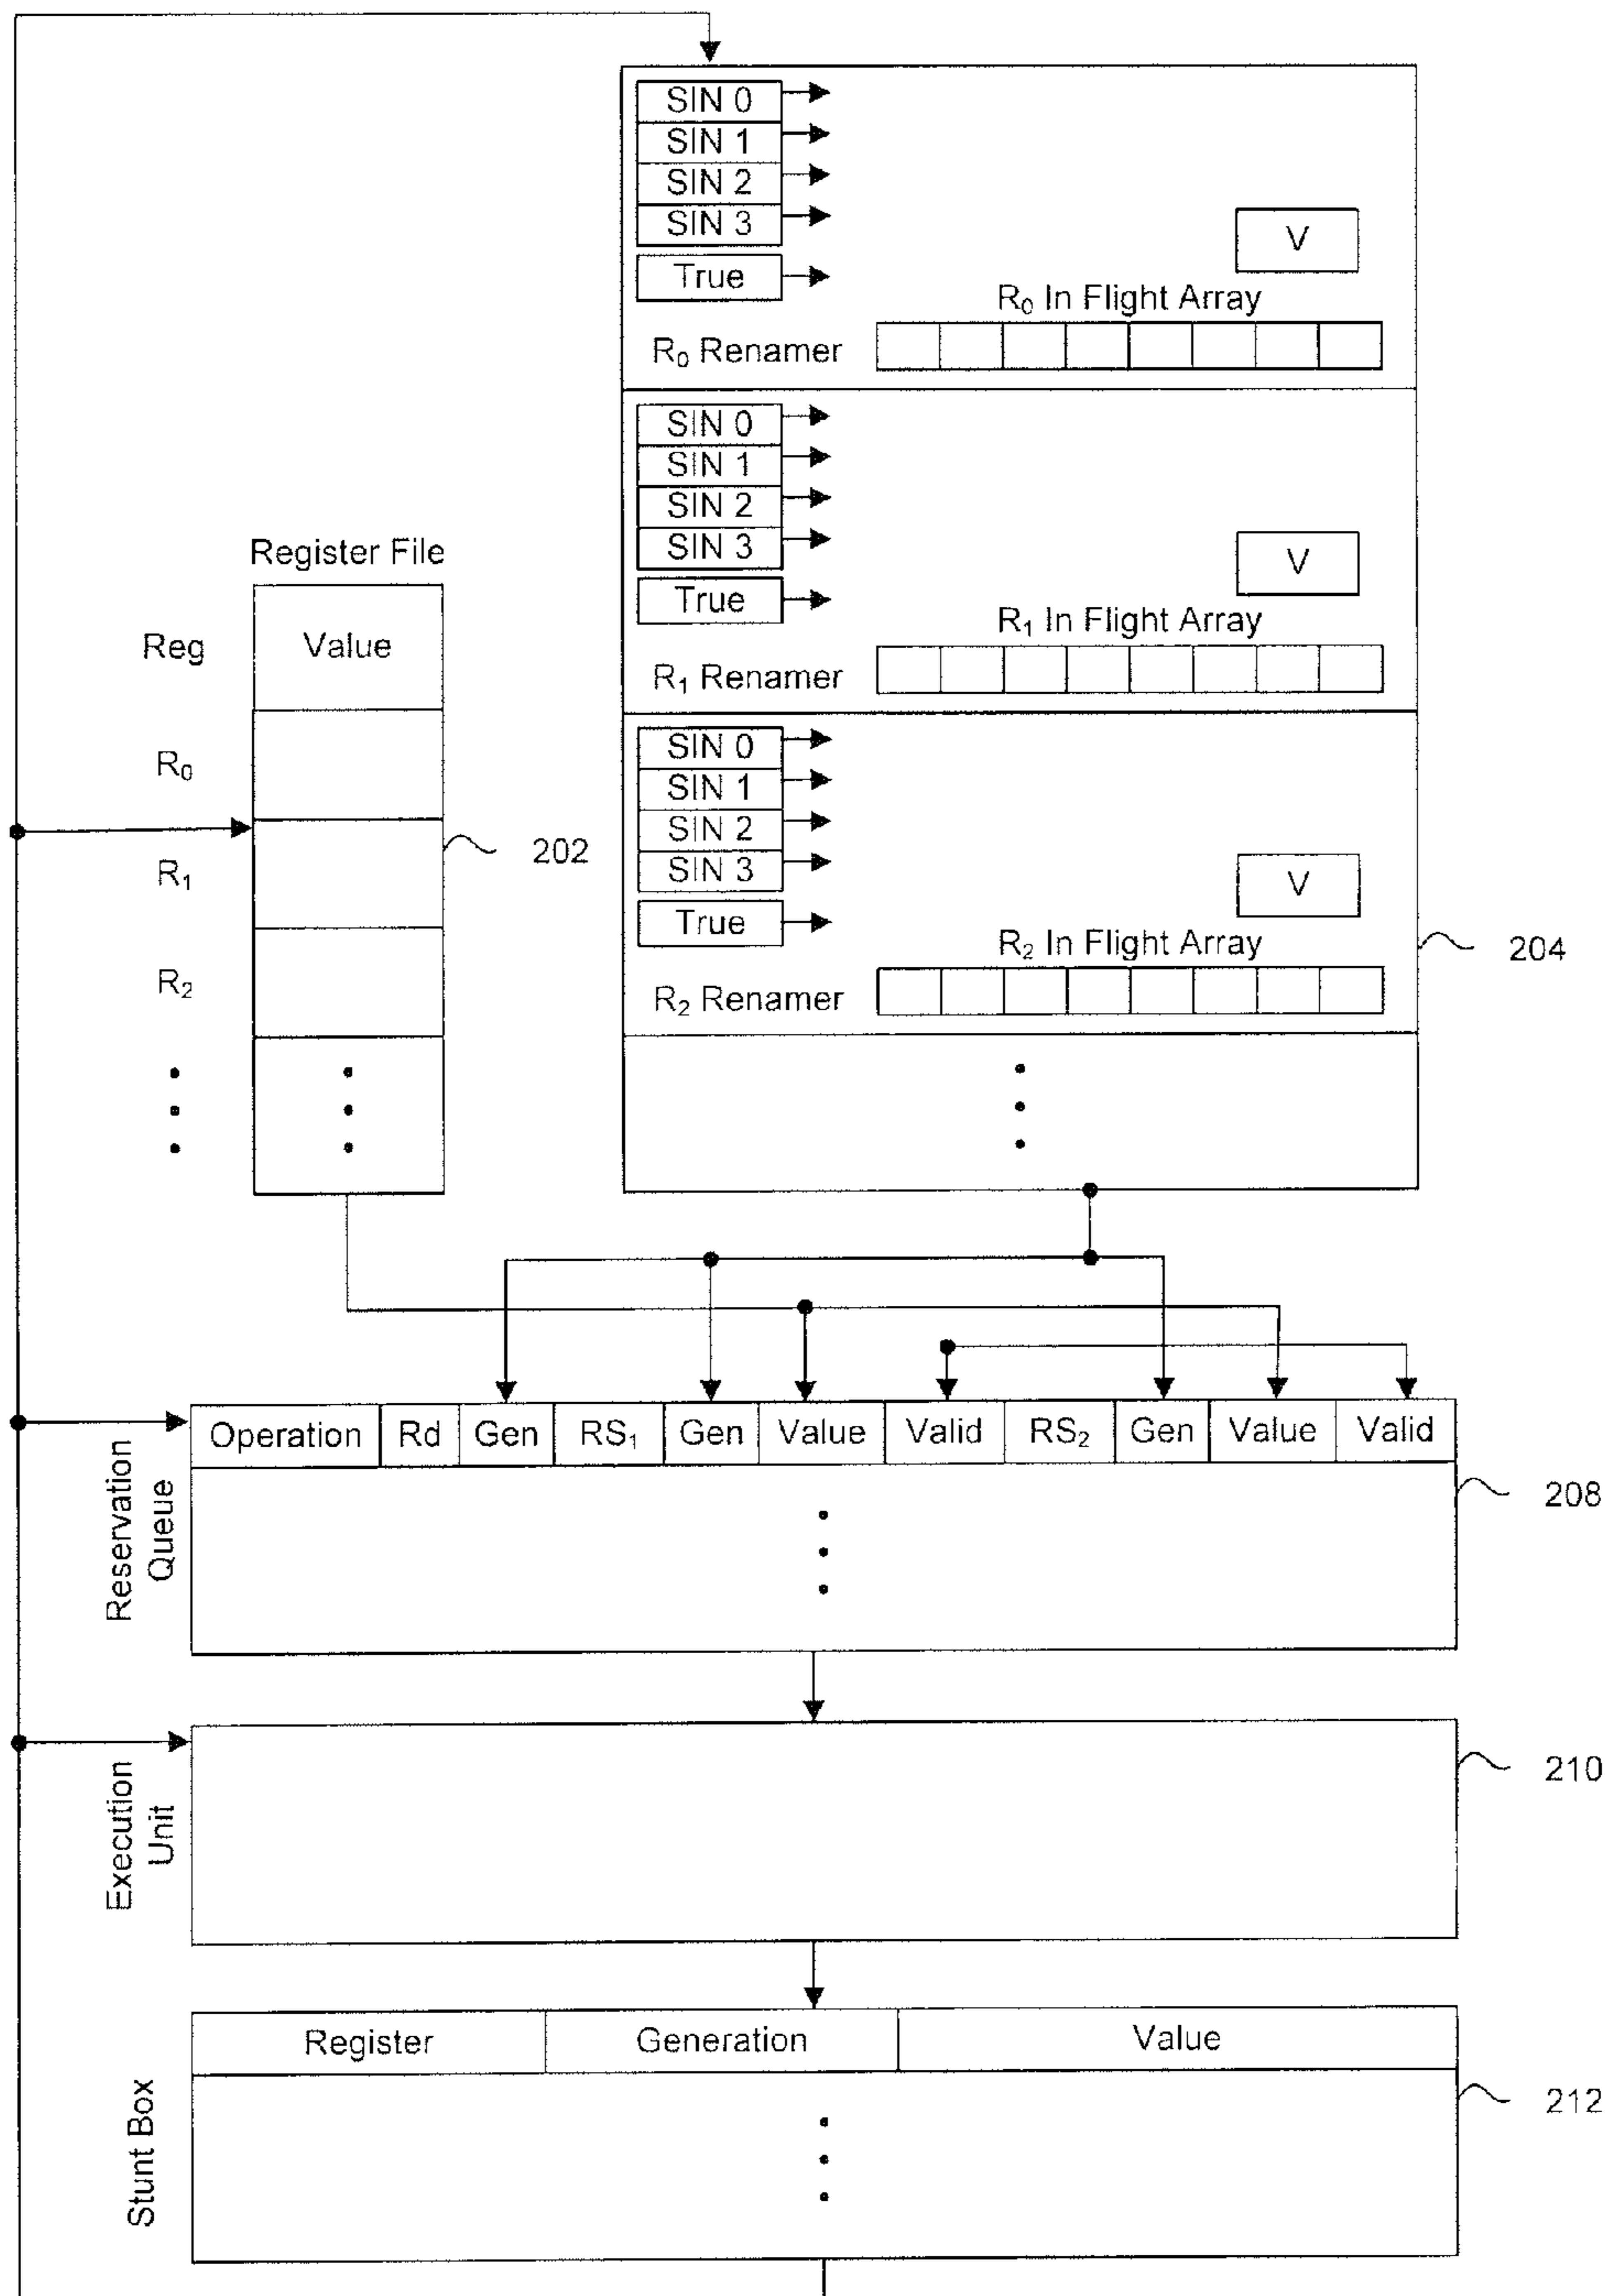 SIN 0
SIN 1
SIN 2
SIN 3
True
V
R₀ In Flight Array
R₀ Renamer
SIN 0
SIN 1
SIN 2
SIN 3
True
V
R₁ In Flight Array
R₁ Renamer
SIN 0
SIN 1
SIN 2
SIN 3
True
V
R₂ In Flight Array
R₂ Renamer
204
Register File
Reg
Value
R₀
R₁
R₂
202
Operation Rd Gen RS₁ Gen Value Valid RS₂ Gen Value Valid
Reservation
Queue
208
Execution
Unit
210
Register Generation Value
Stunt Box
212